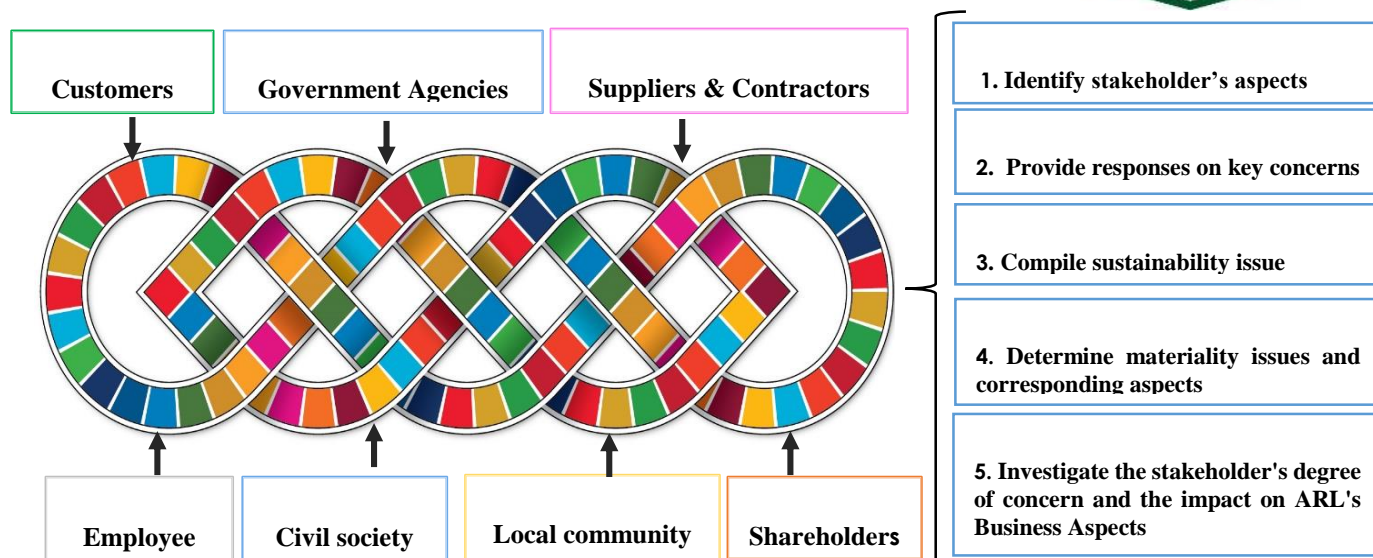 Customers
Government Agencies
Suppliers & Contractors
Employee
Civil society
Local community
Shareholders
1. Identify stakeholder’s aspects
2. Provide responses on key concerns
3. Compile sustainability issue
4. Determine materiality issues and
corresponding aspects
5. Investigate the stakeholder's degree
of concern and the impact on ARL's
Business Aspects